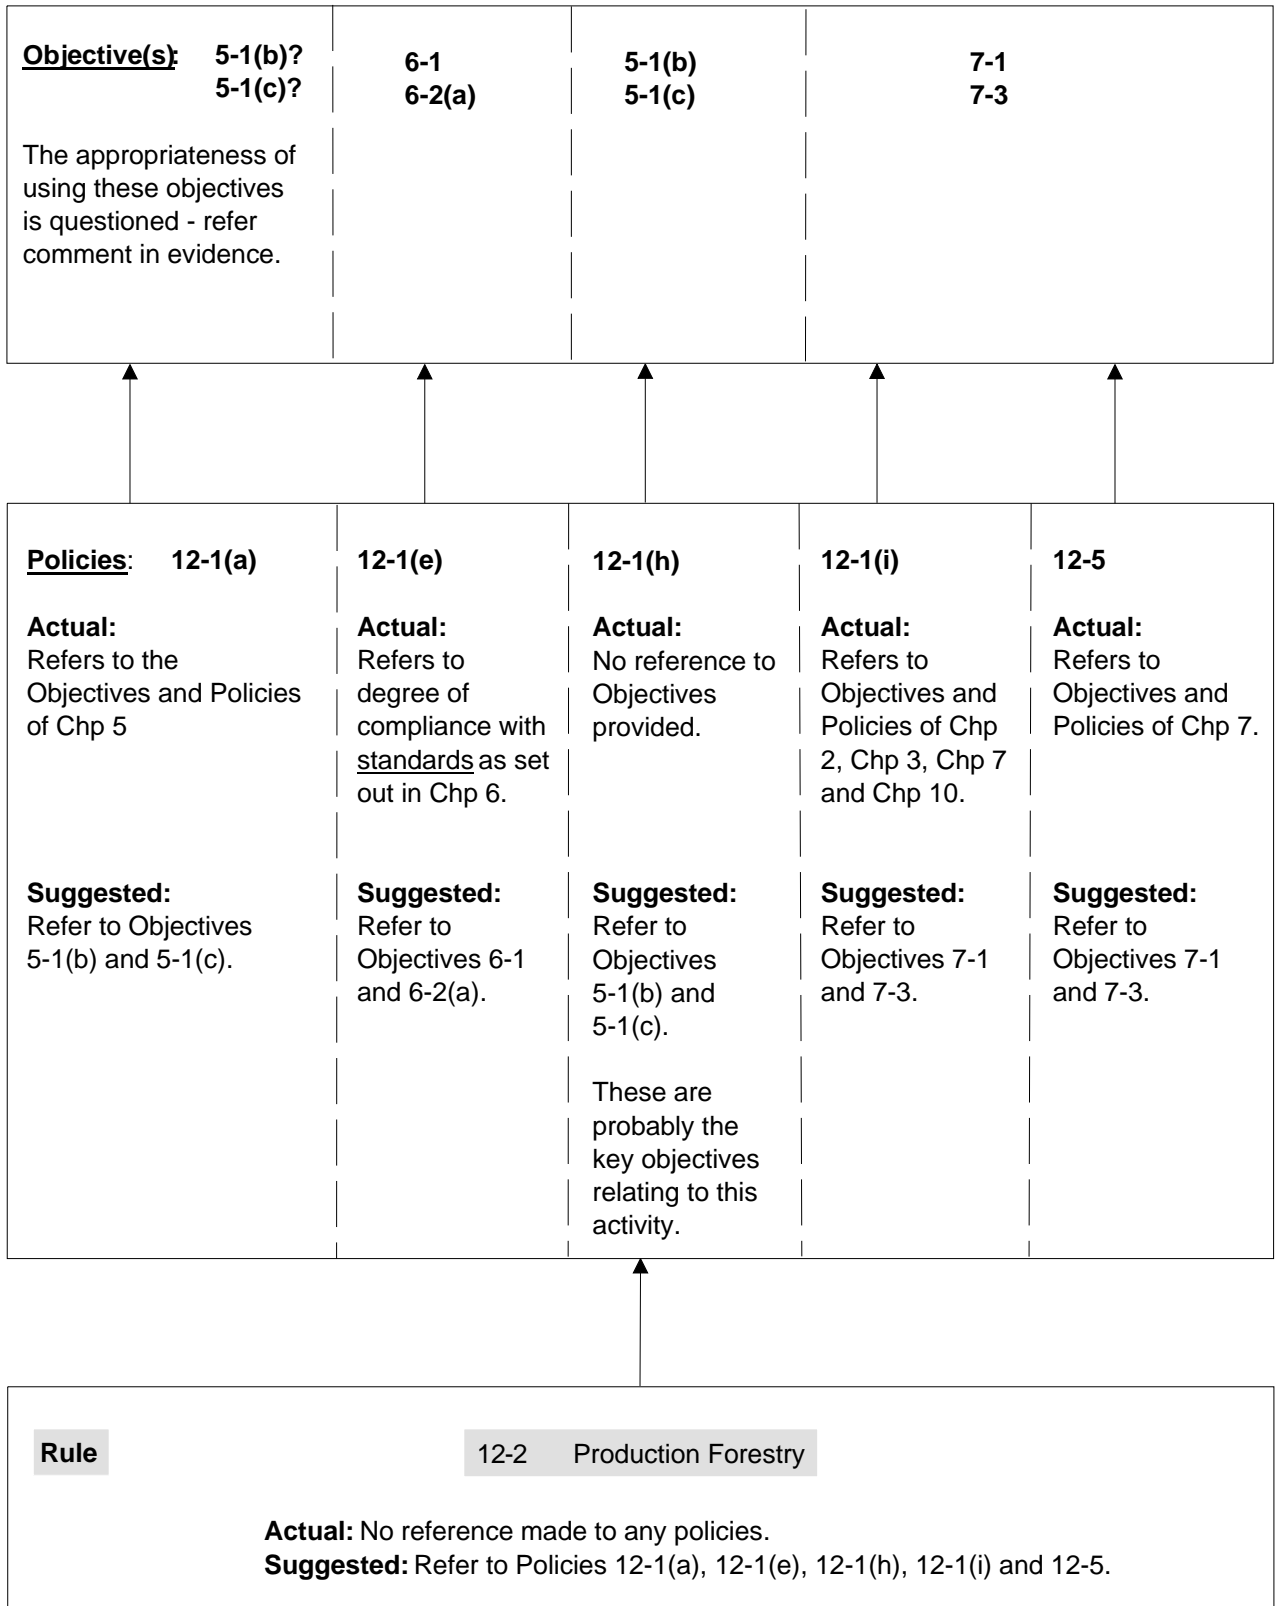 Objective(s): 5-1(b)?
5-1(c)?
The appropriateness of
using these objectives
is questioned - refer
comment in evidence.
6-1
6-2(a)
5-1(b)
5-1(c)
7-1
7-3
Policies: 12-1(a)
Actual:
Refers to the
Objectives and Policies
of Chp 5
Suggested:
Refer to Objectives
5-1(b) and 5-1(c).
12-1(e)
Actual:
Refers to
degree of
compliance with
standards as set
out in Chp 6.
Suggested:
Refer to
Objectives 6-1
and 6-2(a).
12-1(h)
Actual:
No reference to
Objectives
provided.
Suggested:
Refer to
Objectives
5-1(b) and
5-1(c).
These are
probably the
key objectives
relating to this
activity.
12-1(i)
Actual:
Refers to
Objectives and
Policies of Chp
2, Chp 3, Chp 7
and Chp 10.
Suggested:
Refer to
Objectives 7-1
and 7-3.
12-5
Actual:
Refers to
Objectives and
Policies of Chp 7.
Suggested:
Refer to
Objectives 7-1
and 7-3.
Rule 12-2 Production Forestry
Actual: No reference made to any policies.
Suggested: Refer to Policies 12-1(a), 12-1(e), 12-1(h), 12-1(i) and 12-5.